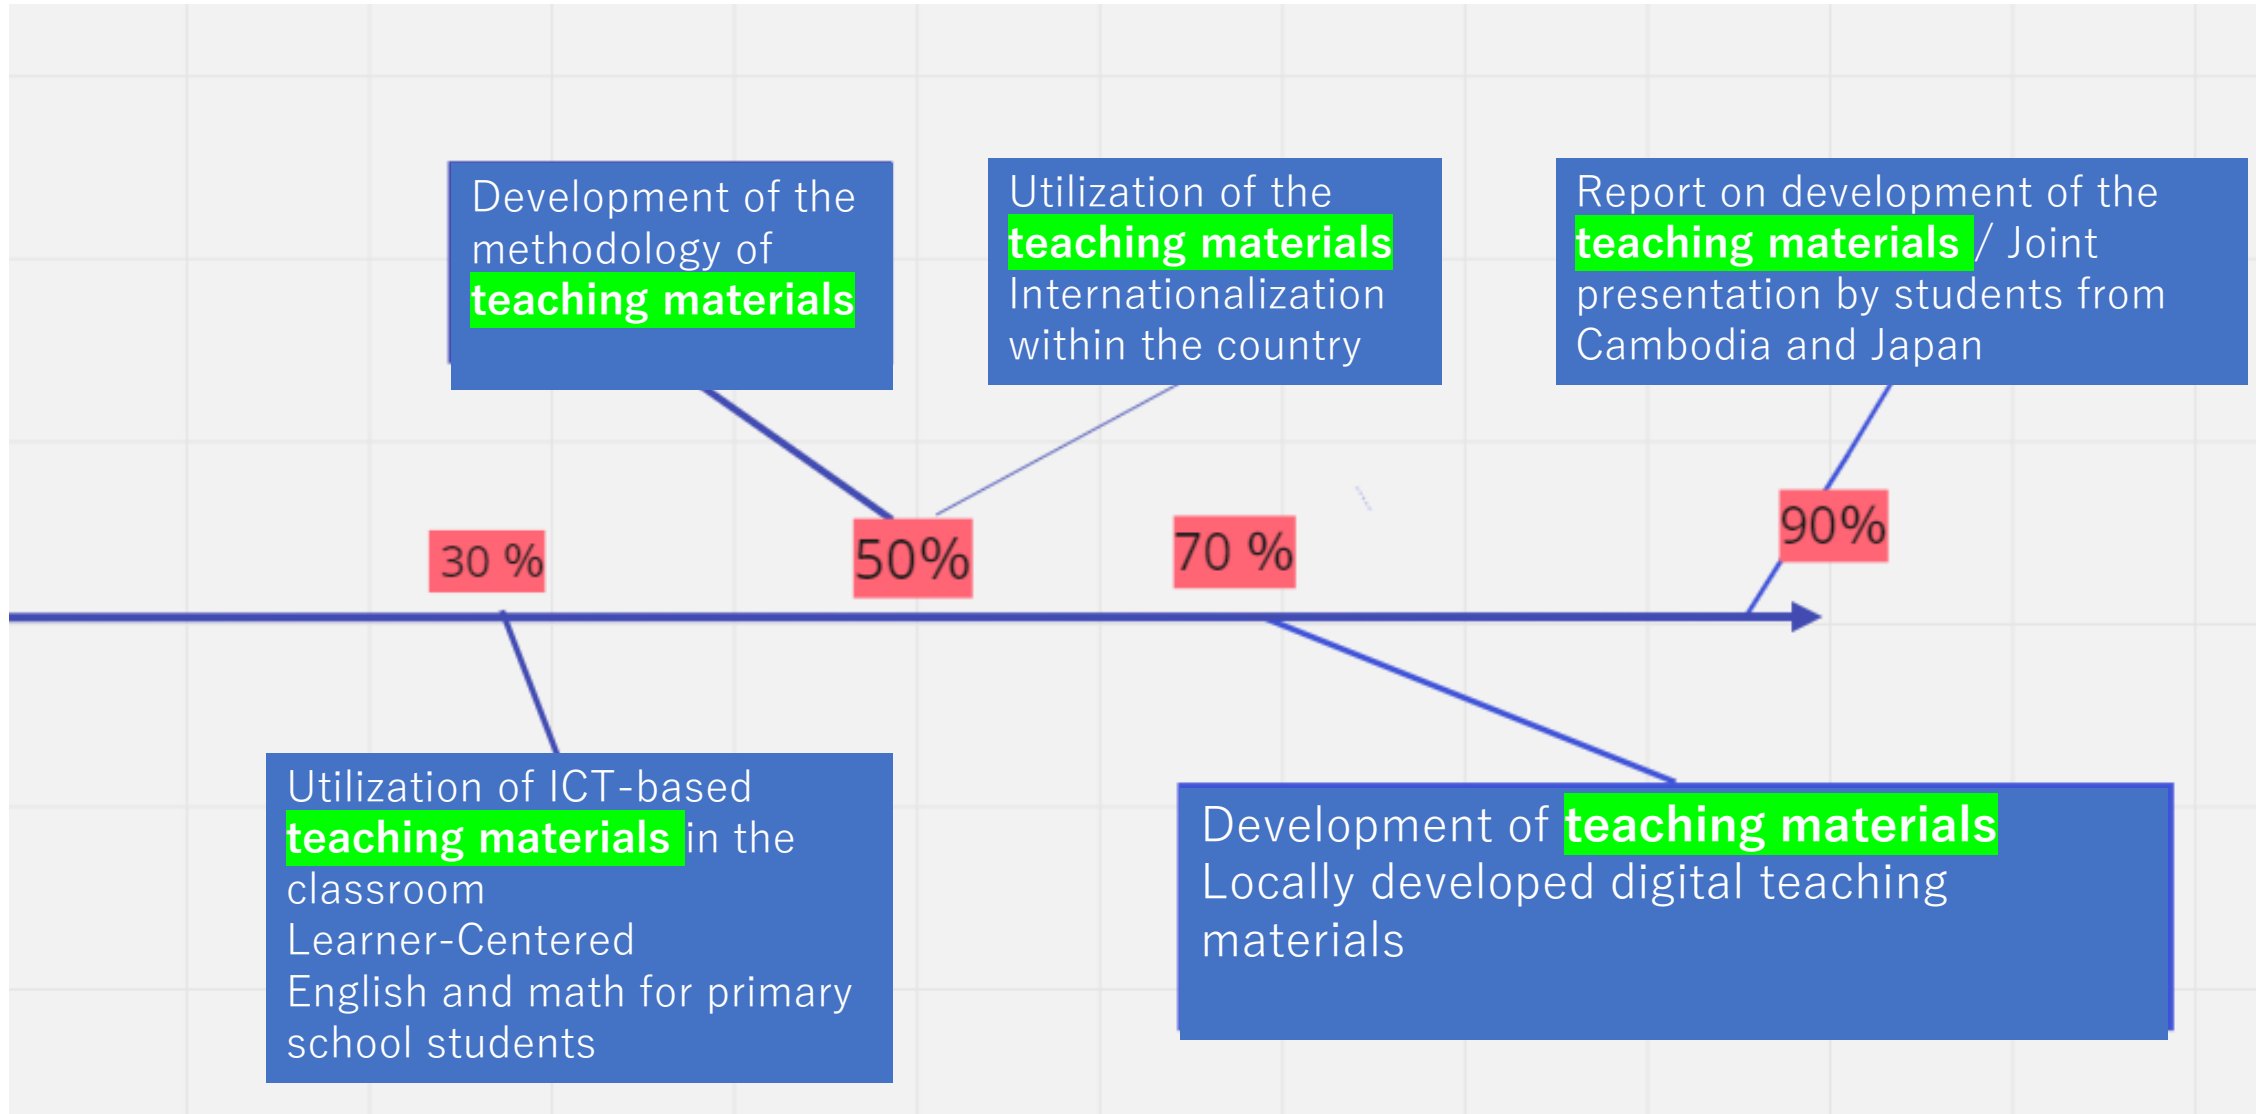 Development of the
methodology of
teaching materials
Utilization of the
teaching materials
Internationalization
within the country
Report on development of the
teaching materials / Joint
presentation by students from
Cambodia and Japan
30 %
50%
70 %
90%
Utilization of ICT-based
teaching materials in the
classroom
Learner-Centered
English and math for primary
school students
Development of teaching materials
Locally developed digital teaching
materials